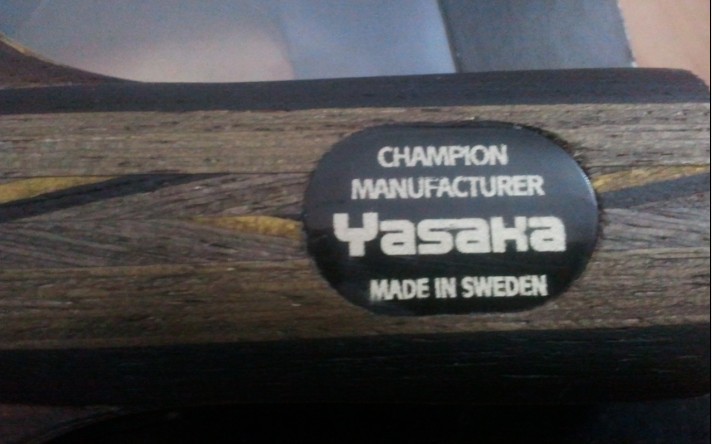 CHAMPION
MANUFACTURER
Yasaka
MADE IN SWEDEN